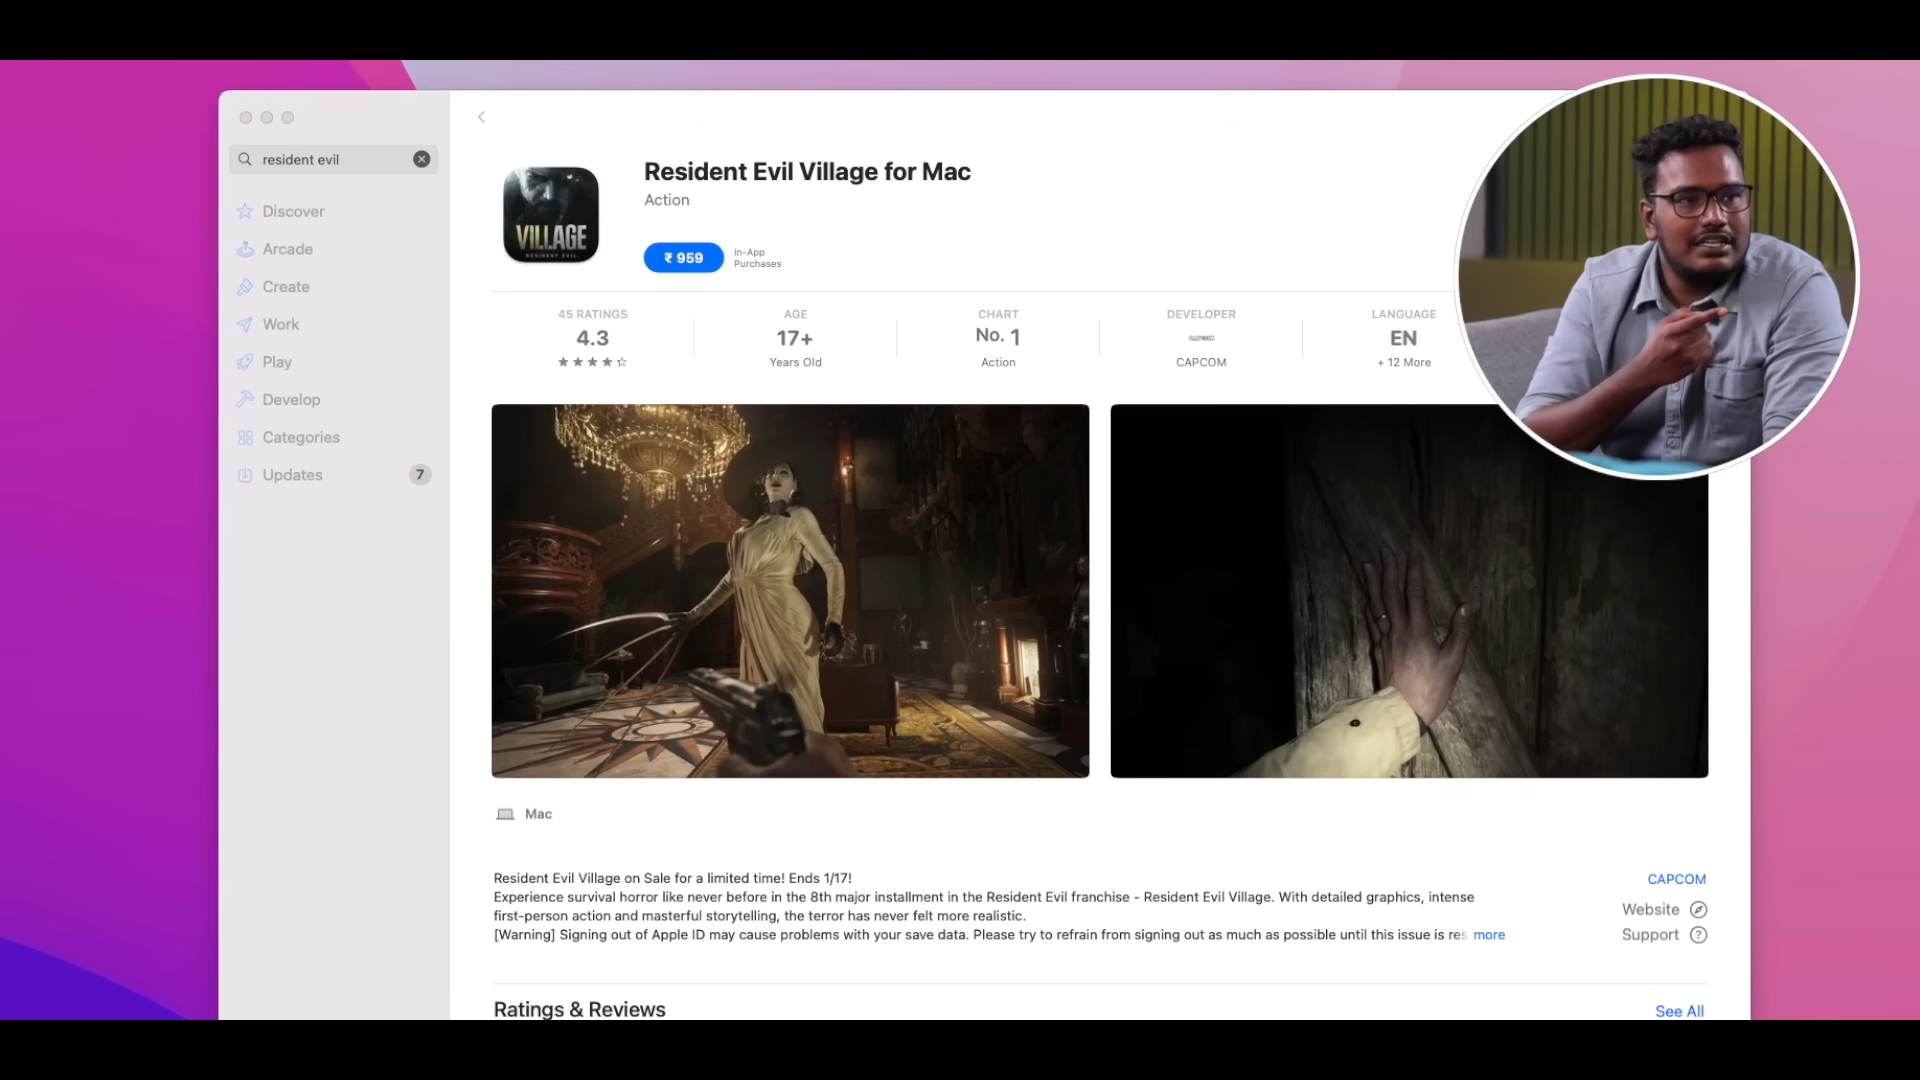 resident evil
Discover
Arcade
Create
Work
Play
Develop
Categories
Updates
7
VILLAGE
RESIDENT EVIL
Resident Evil Village for Mac
Action
₹ 959
In-App
Purchases
45 RATINGS
4.3
AGE
17+
Years Old
CHART
No. 1
Action
DEVELOPER
CAPCOM
CAPCOM
LANGUAGE
EN
+ 12 More
Mac
Resident Evil Village on Sale for a limited time! Ends 1/17!
Experience survival horror like never before in the 8th major installment in the Resident Evil franchise - Resident Evil Village. With detailed graphics, intense
first-person action and masterful storytelling, the terror has never felt more realistic.
[Warning] Signing out of Apple ID may cause problems with your save data. Please try to refrain from signing out as much as possible until this issue is res more
CAPCOM
Website
Support
Ratings & Reviews
See All